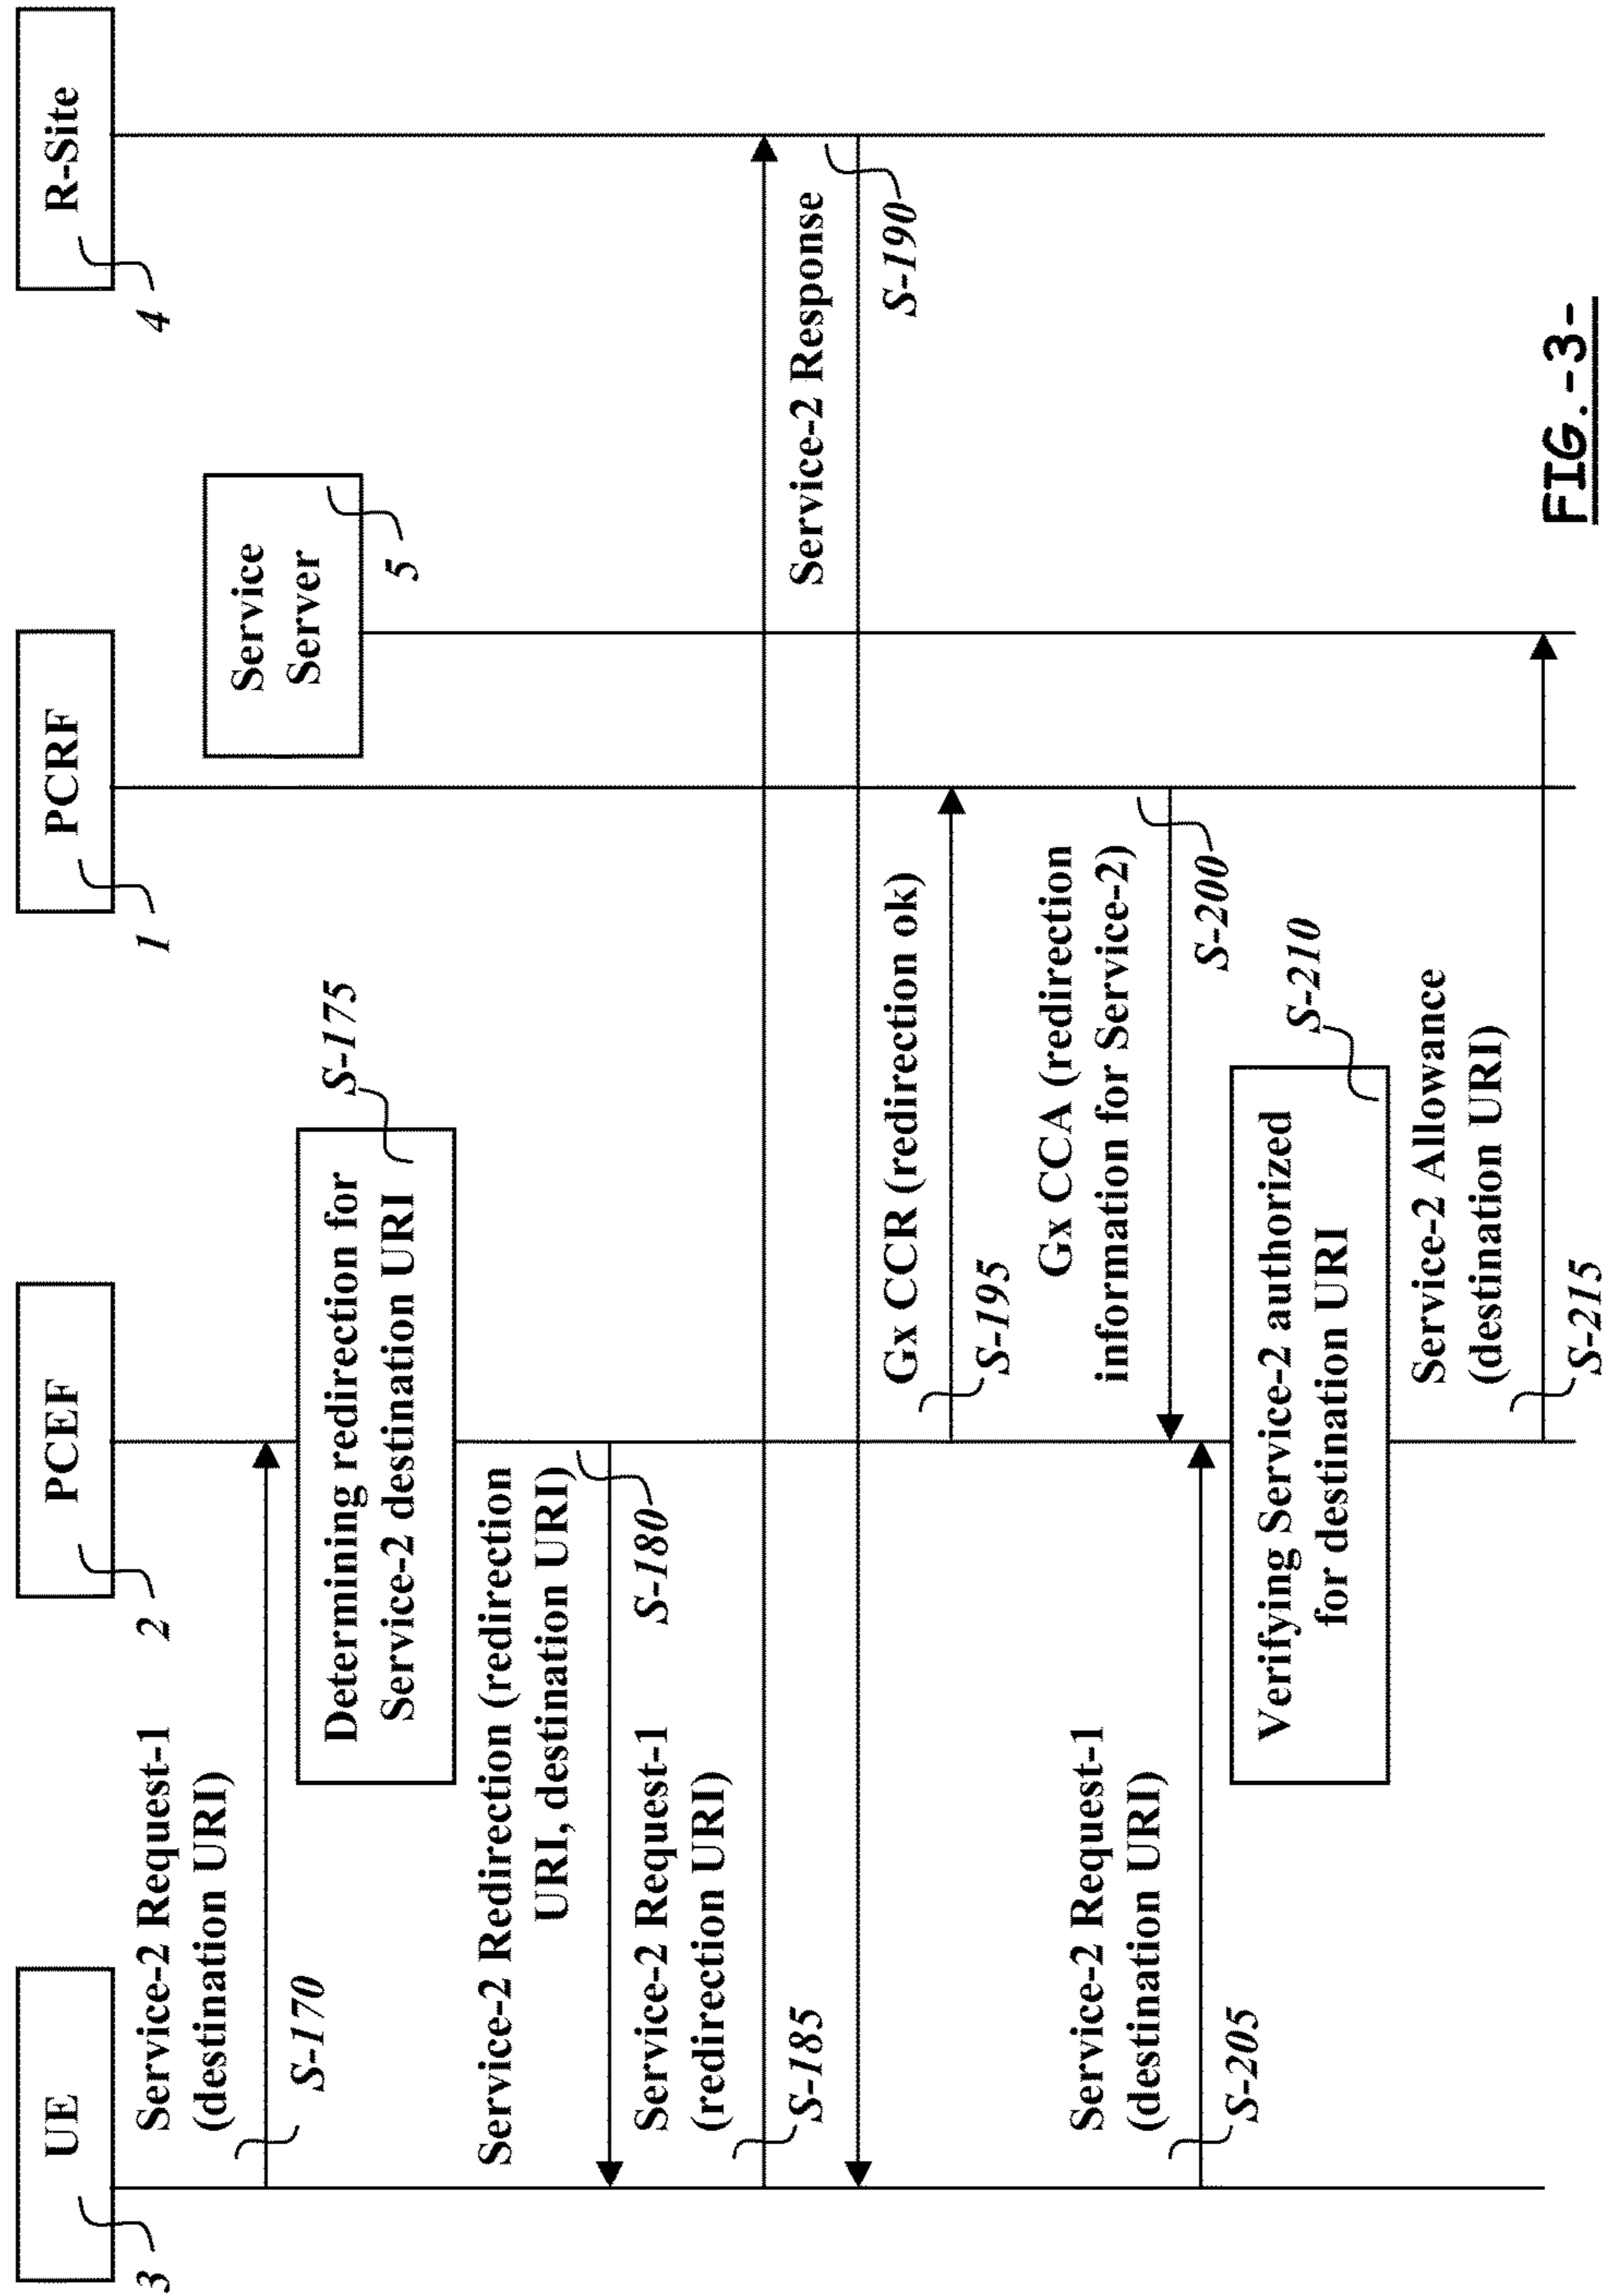 UE
PCEF
PCRF
R-Site
3
2
1
4
Service
Server
5
Service-2 Request-1
(destination URI)
S-170
Determining redirection for
Service-2 destination URI
S-175
Service-2 Redirection (redirection
URI, destination URI)
S-180
Service-2 Request-1
(redirection URI)
S-185
Service-2 Response
S-190
Gx CCR (redirection ok)
S-195
Gx CCA (redirection
information for Service-2)
S-200
Service-2 Request-1
(destination URI)
S-205
Verifying Service-2 authorized
for destination URI
S-210
Service-2 Allowance
(destination URI)
S-215
FIG.-3-